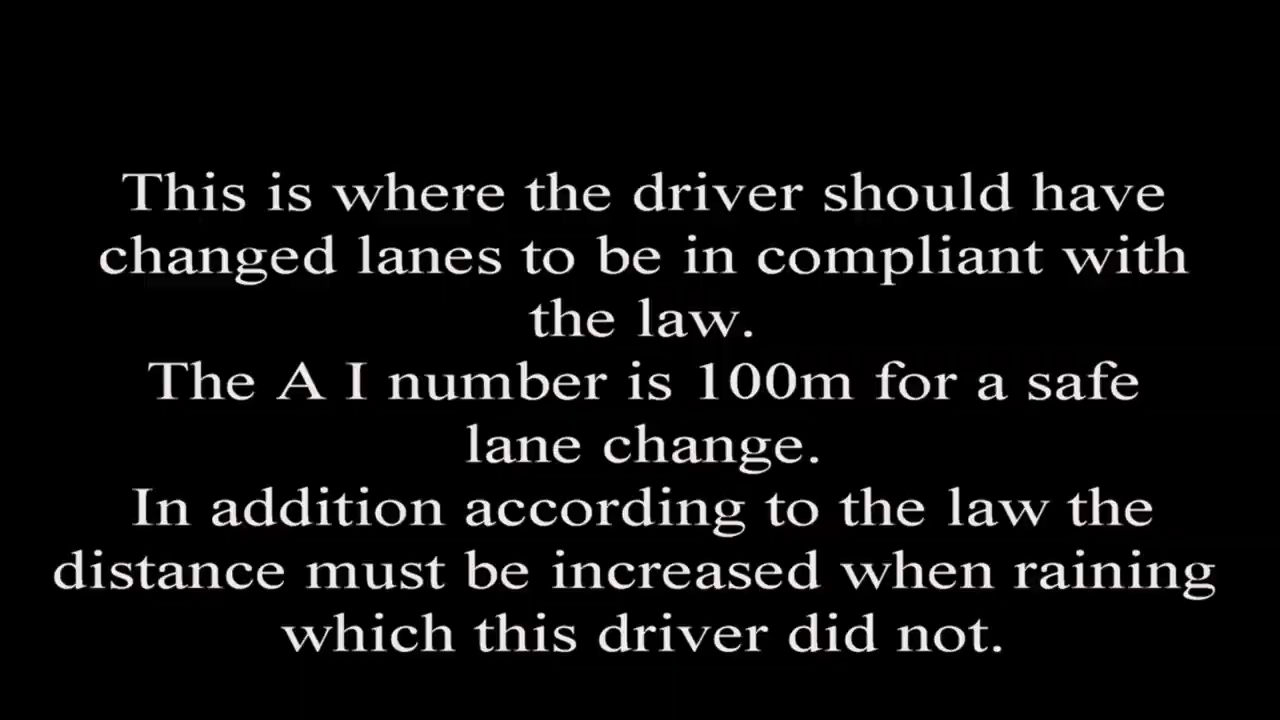 This is where the driver should have
changed lanes to be in compliant with
the law.
The A I number is 100m for a safe
lane change.
In addition according to the law the
distance must be increased when raining
which this driver did not.